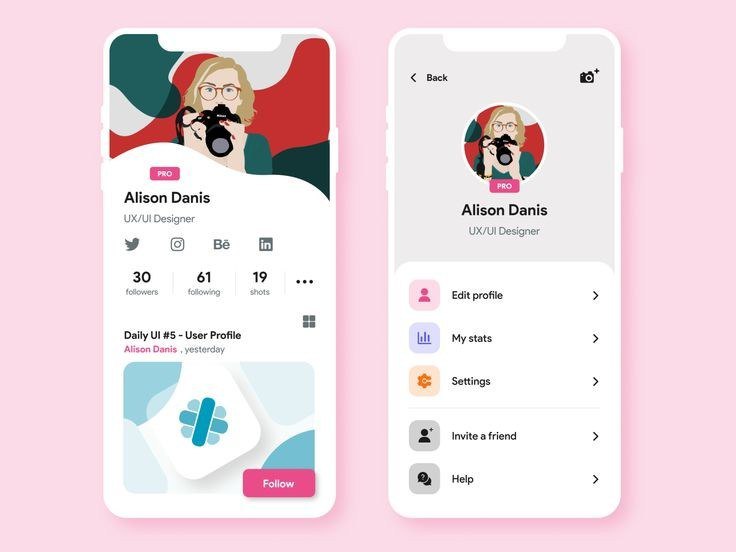 PRO
Alison Danis
UX/UI Designer
Bē
in
30 61 19
followers following shots
Daily UI #5 - User Profile
Alison Danis , yesterday
Follow
Back
PRO
Alison Danis
UX/UI Designer
Edit profile
My stats
Settings
Invite a friend
Help